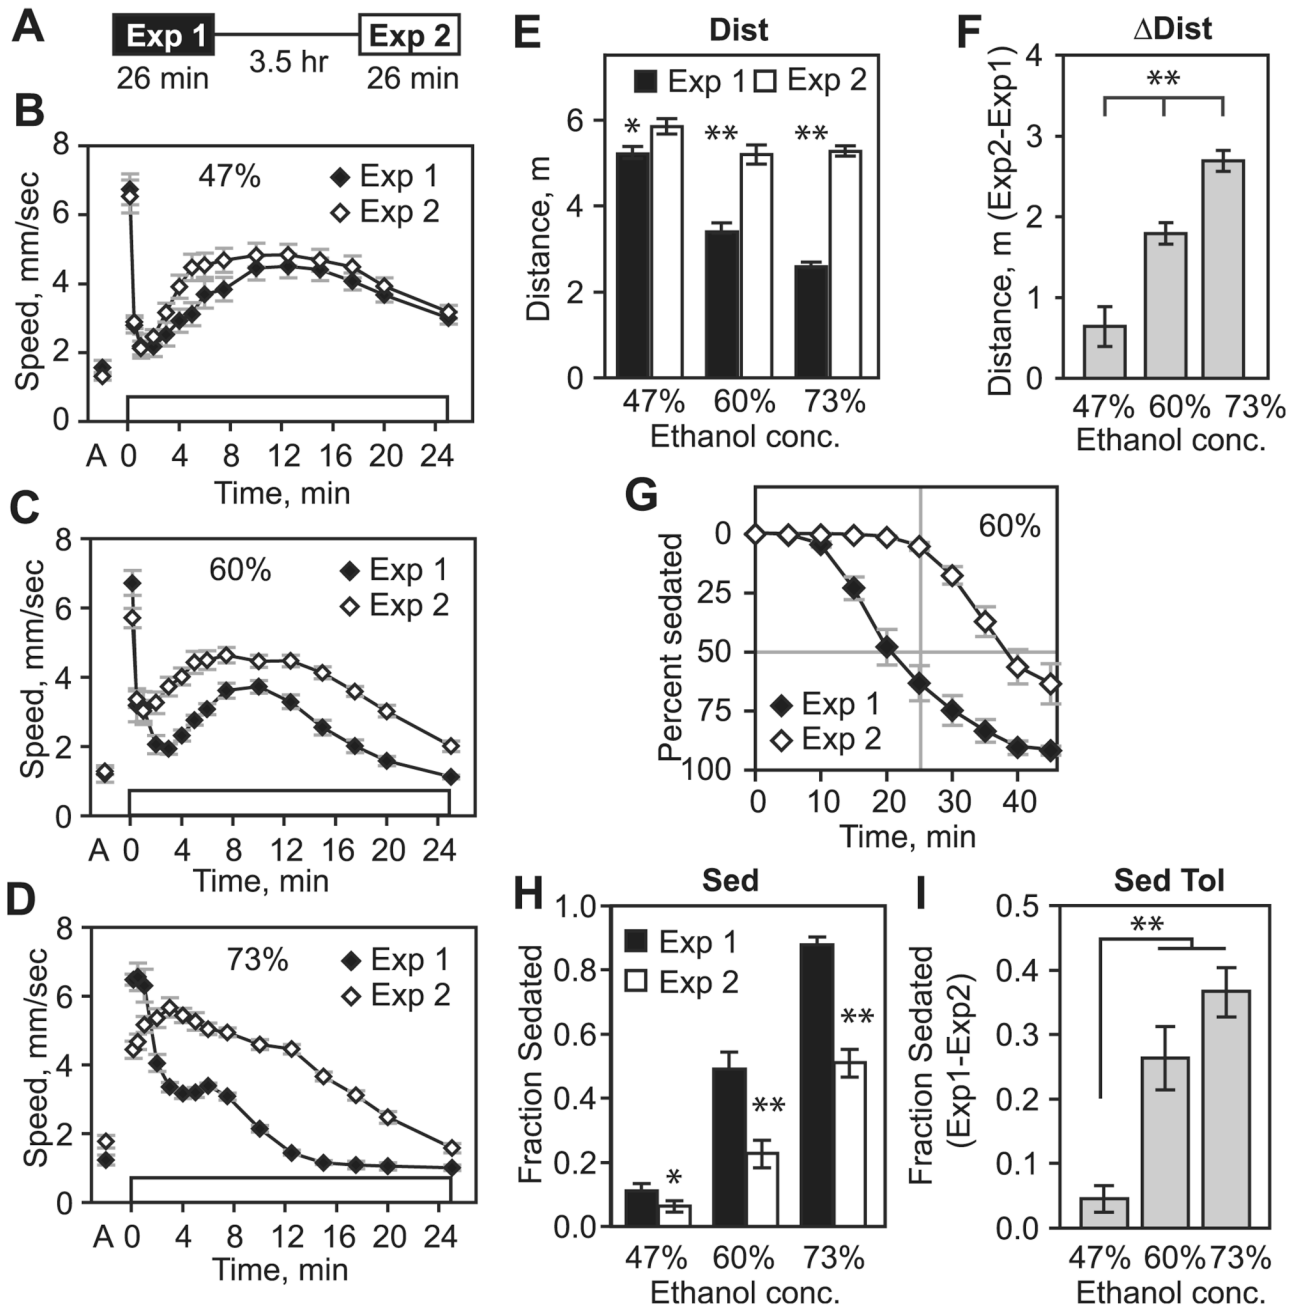 A
Exp 1
Exp 2
3.5 hr
26 min
26 min
B
47%
Exp 1
Exp 2
Speed, mm/sec
8
6
4
2
0
A 0 4 8 12 16 20 24
Time, min
C
60%
Exp 1
Exp 2
Speed, mm/sec
8
6
4
2
0
A 0 4 8 12 16 20 24
Time, min
D
73%
Exp 1
Exp 2
Speed, mm/sec
8
6
4
2
0
A 0 4 8 12 16 20 24
Time, min
E
Dist
Exp 1 Exp 2
* ** **
Distance, m
6
4
2
0
47% 60% 73%
Ethanol conc.
F
ΔDist
**
Distance, m (Exp2-Exp1)
4
3
2
1
0
47% 60% 73%
Ethanol conc.
G
60%
Percent sedated
0
25
50
75
100
Exp 1
Exp 2
0 10 20 30 40
Time, min
H
Sed
Exp 1
Exp 2
* ** **
Fraction Sedated
1.0
0.8
0.6
0.4
0.2
0.0
47% 60% 73%
Ethanol conc.
I
Sed Tol
**
Fraction Sedated
(Exp1-Exp2)
0.5
0.4
0.3
0.2
0.1
0.0
47% 60% 73%
Ethanol conc.